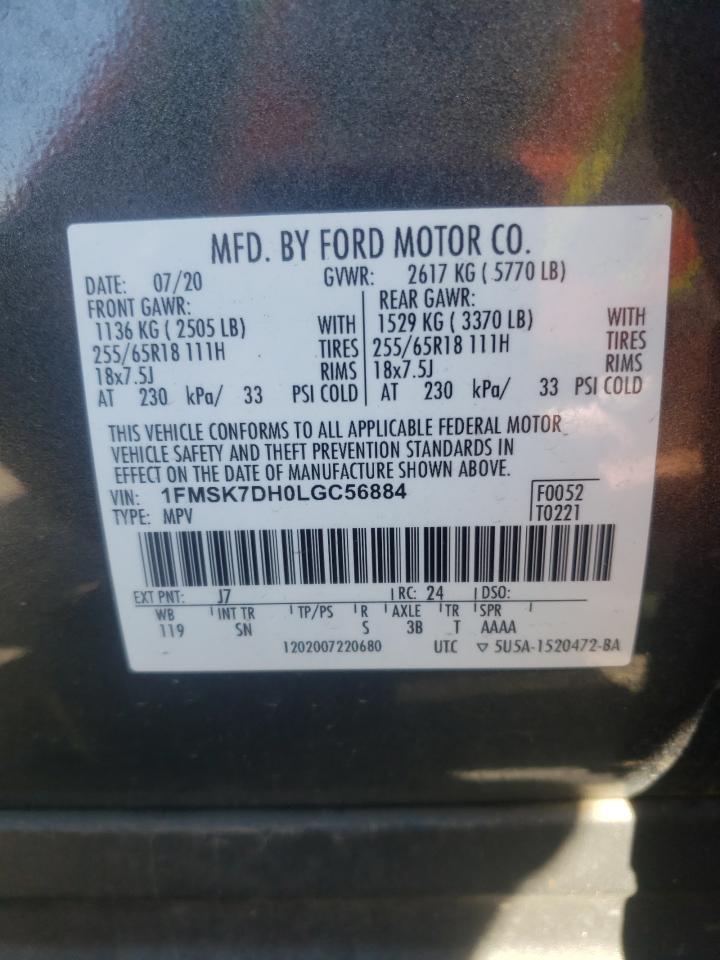 MFD. BY FORD MOTOR CO.
DATE: 07/20 GVWR: 2617 KG ( 5770 LB)
FRONT GAWR:
1136 KG ( 2505 LB) WITH
255/65R18 111H TIRES
18x7.5J RIMS
AT 230 kPa/ 33 PSI COLD
REAR GAWR:
1529 KG ( 3370 LB) WITH
255/65R18 111H TIRES
18x7.5J RIMS
AT 230 kPa/ 33 PSI COLD
THIS VEHICLE CONFORMS TO ALL APPLICABLE FEDERAL MOTOR
VEHICLE SAFETY AND THEFT PREVENTION STANDARDS IN
EFFECT ON THE DATE OF MANUFACTURE SHOWN ABOVE.
VIN: 1FMSK7DH0LGC56884 F0052
TYPE: MPV T0221
EXT PNT: J7 RC: 24 DSO:
WB INT TR TP/PS R AXLE TR SPR
119 SN S 3B T AAAA
1202007220680 UTC ▽ 5U5A-1520472-BA